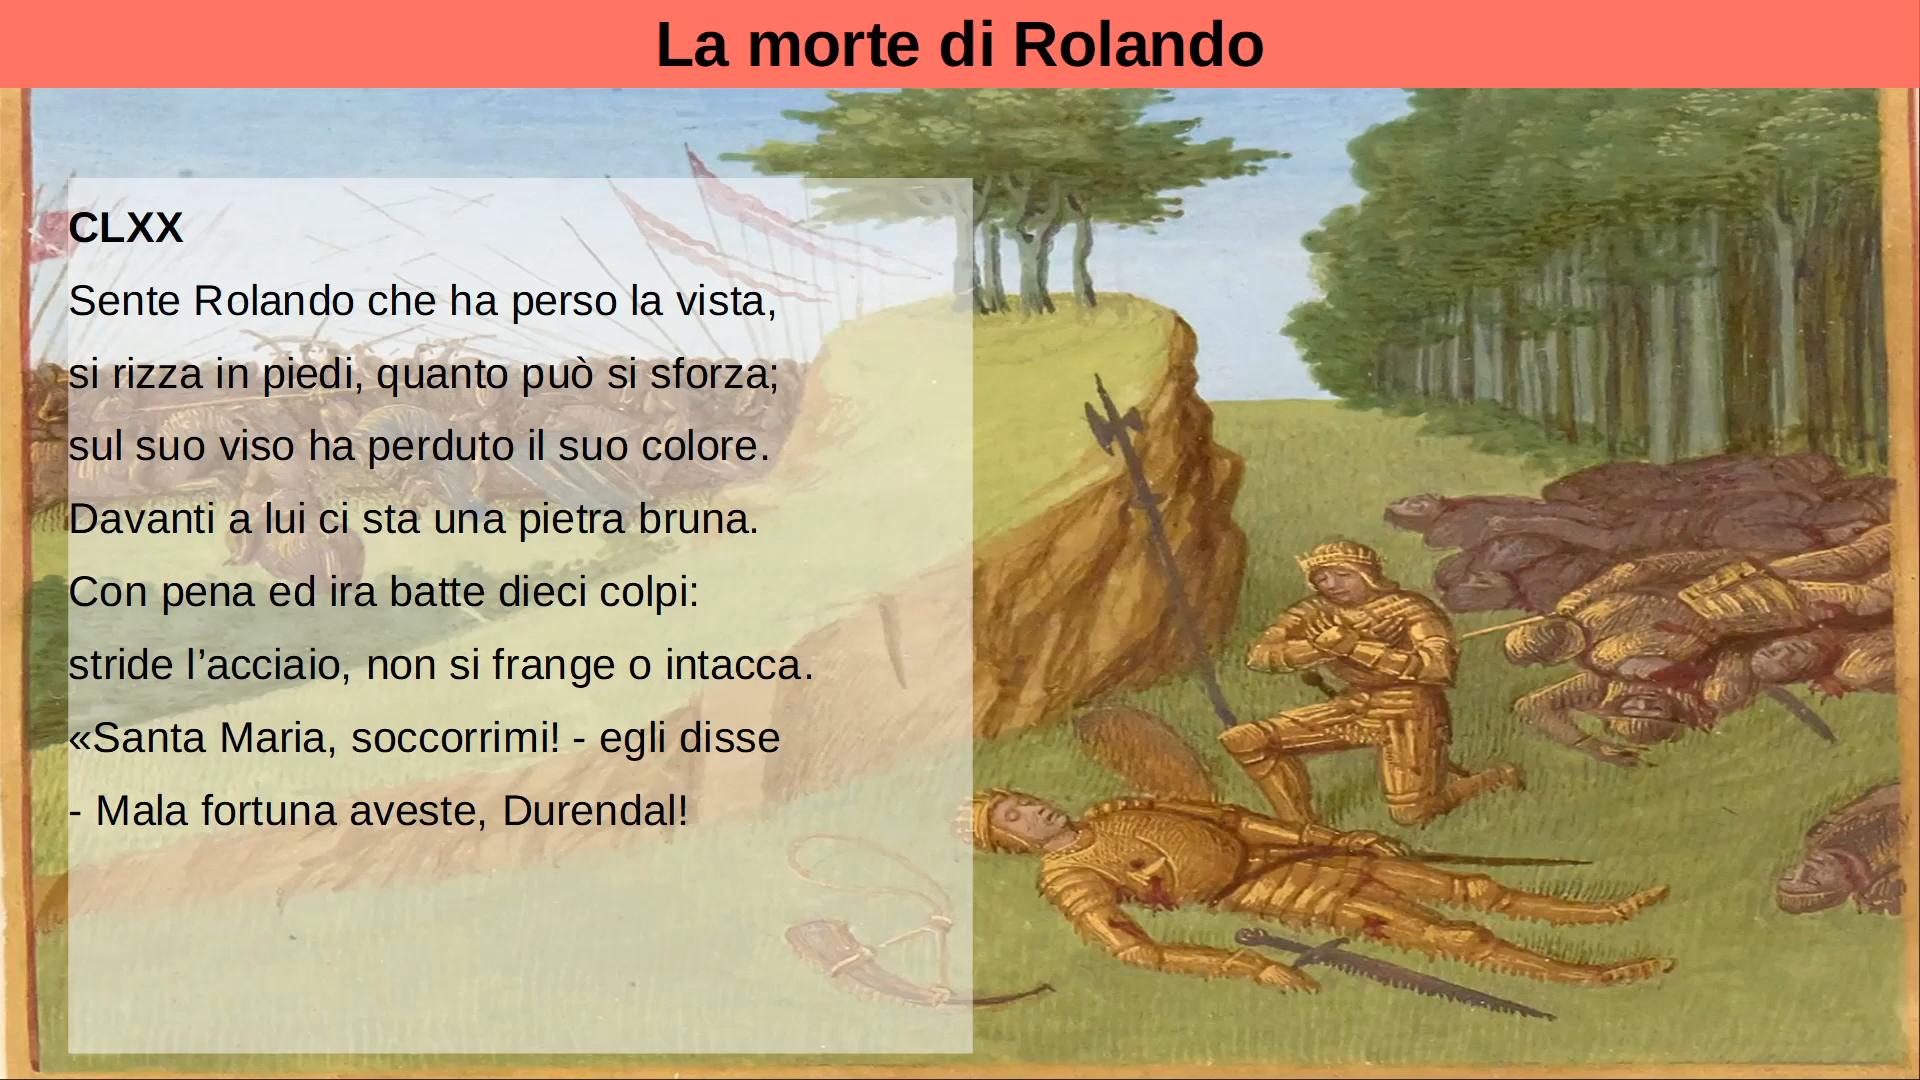 La morte di Rolando
CLXX
Sente Rolando che ha perso la vista,
si rizza in piedi, quanto può si sforza;
sul suo viso ha perduto il suo colore.
Davanti a lui ci sta una pietra bruna.
Con pena ed ira batte dieci colpi:
stride l’acciaio, non si frange o intacca.
«Santa Maria, soccorrimi! - egli disse
- Mala fortuna aveste, Durendal!